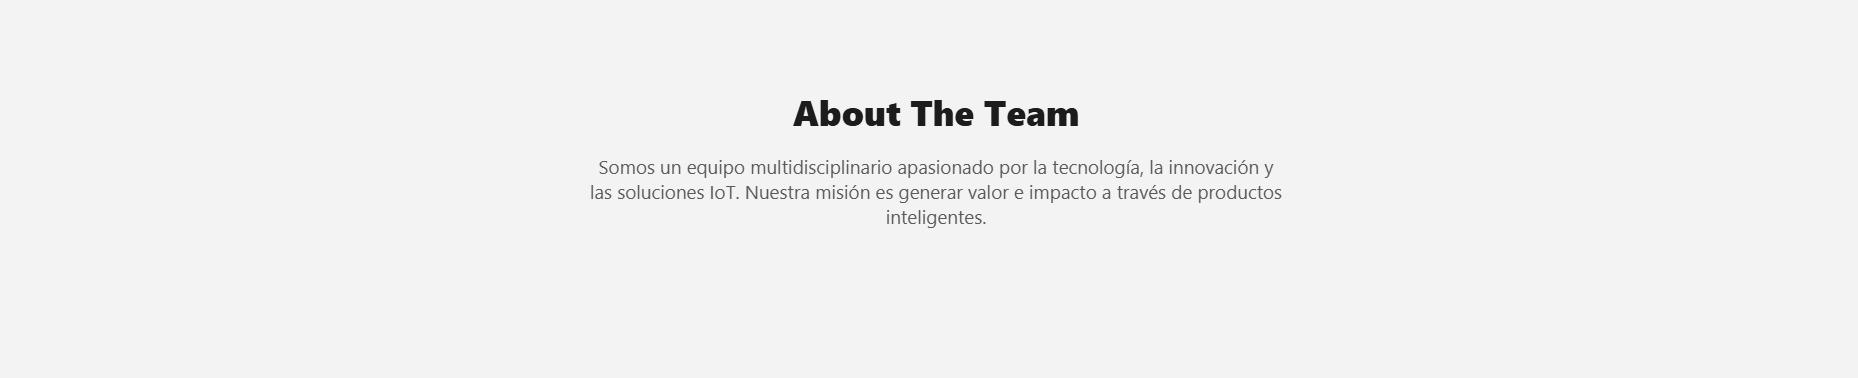 About The Team
Somos un equipo multidisciplinario apasionado por la tecnología, la innovación y
las soluciones IoT. Nuestra misión es generar valor e impacto a través de productos
inteligentes.